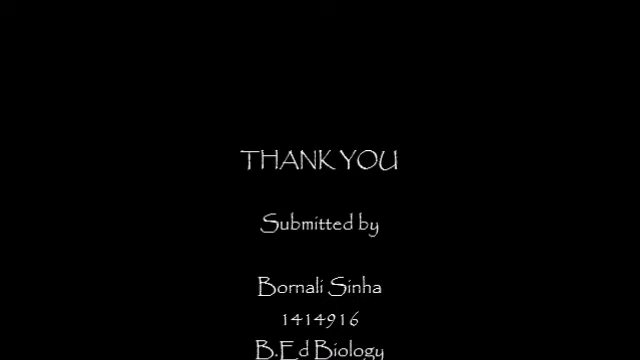 THANK YOU
Submitted by
Bornali Sinha
1414916
B.Ed Biology